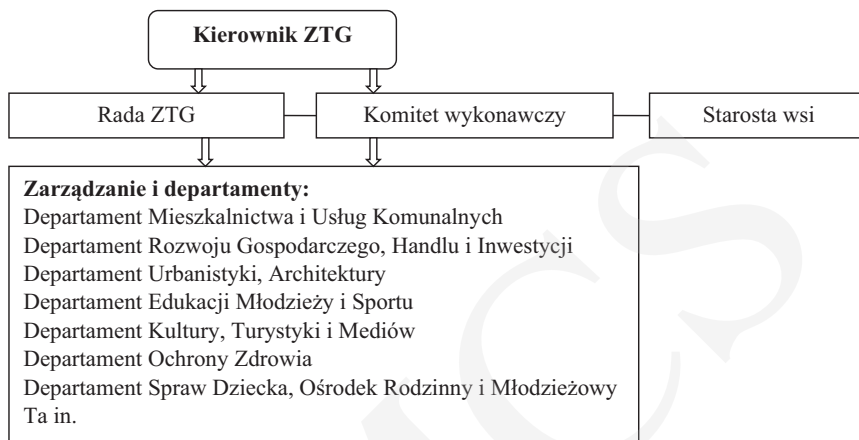 Kierownik ZTG
Rada ZTG
Komitet wykonawczy
Starosta wsi
Zarządzanie i departamenty:
Departament Mieszkalnictwa i Usług Komunalnych
Departament Rozwoju Gospodarczego, Handlu i Inwestycji
Departament Urbanistyki, Architektury
Departament Edukacji Młodzieży i Sportu
Departament Kultury, Turystyki i Mediów
Departament Ochrony Zdrowia
Departament Spraw Dziecka, Ośrodek Rodzinny i Młodzieżowy
Ta in.